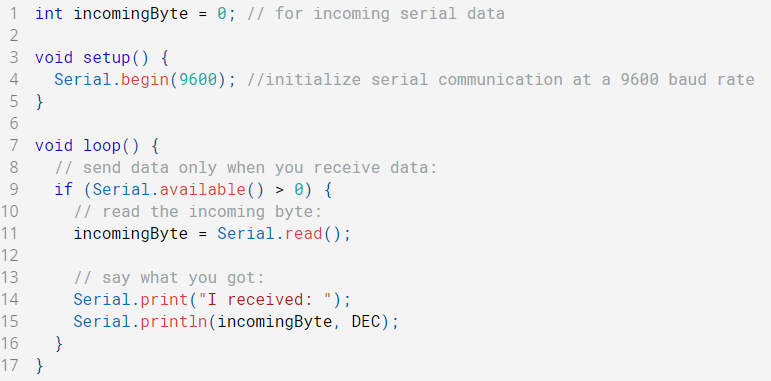 1 int incomingByte = 0; // for incoming serial data
2
3 void setup() {
4   Serial.begin(9600); //initialize serial communication at a 9600 baud rate
5 }
6
7 void loop() {
8   // send data only when you receive data:
9   if (Serial.available() > 0) {
10     // read the incoming byte:
11     incomingByte = Serial.read();
12
13     // say what you got:
14     Serial.print("I received: ");
15     Serial.println(incomingByte, DEC);
16   }
17 }